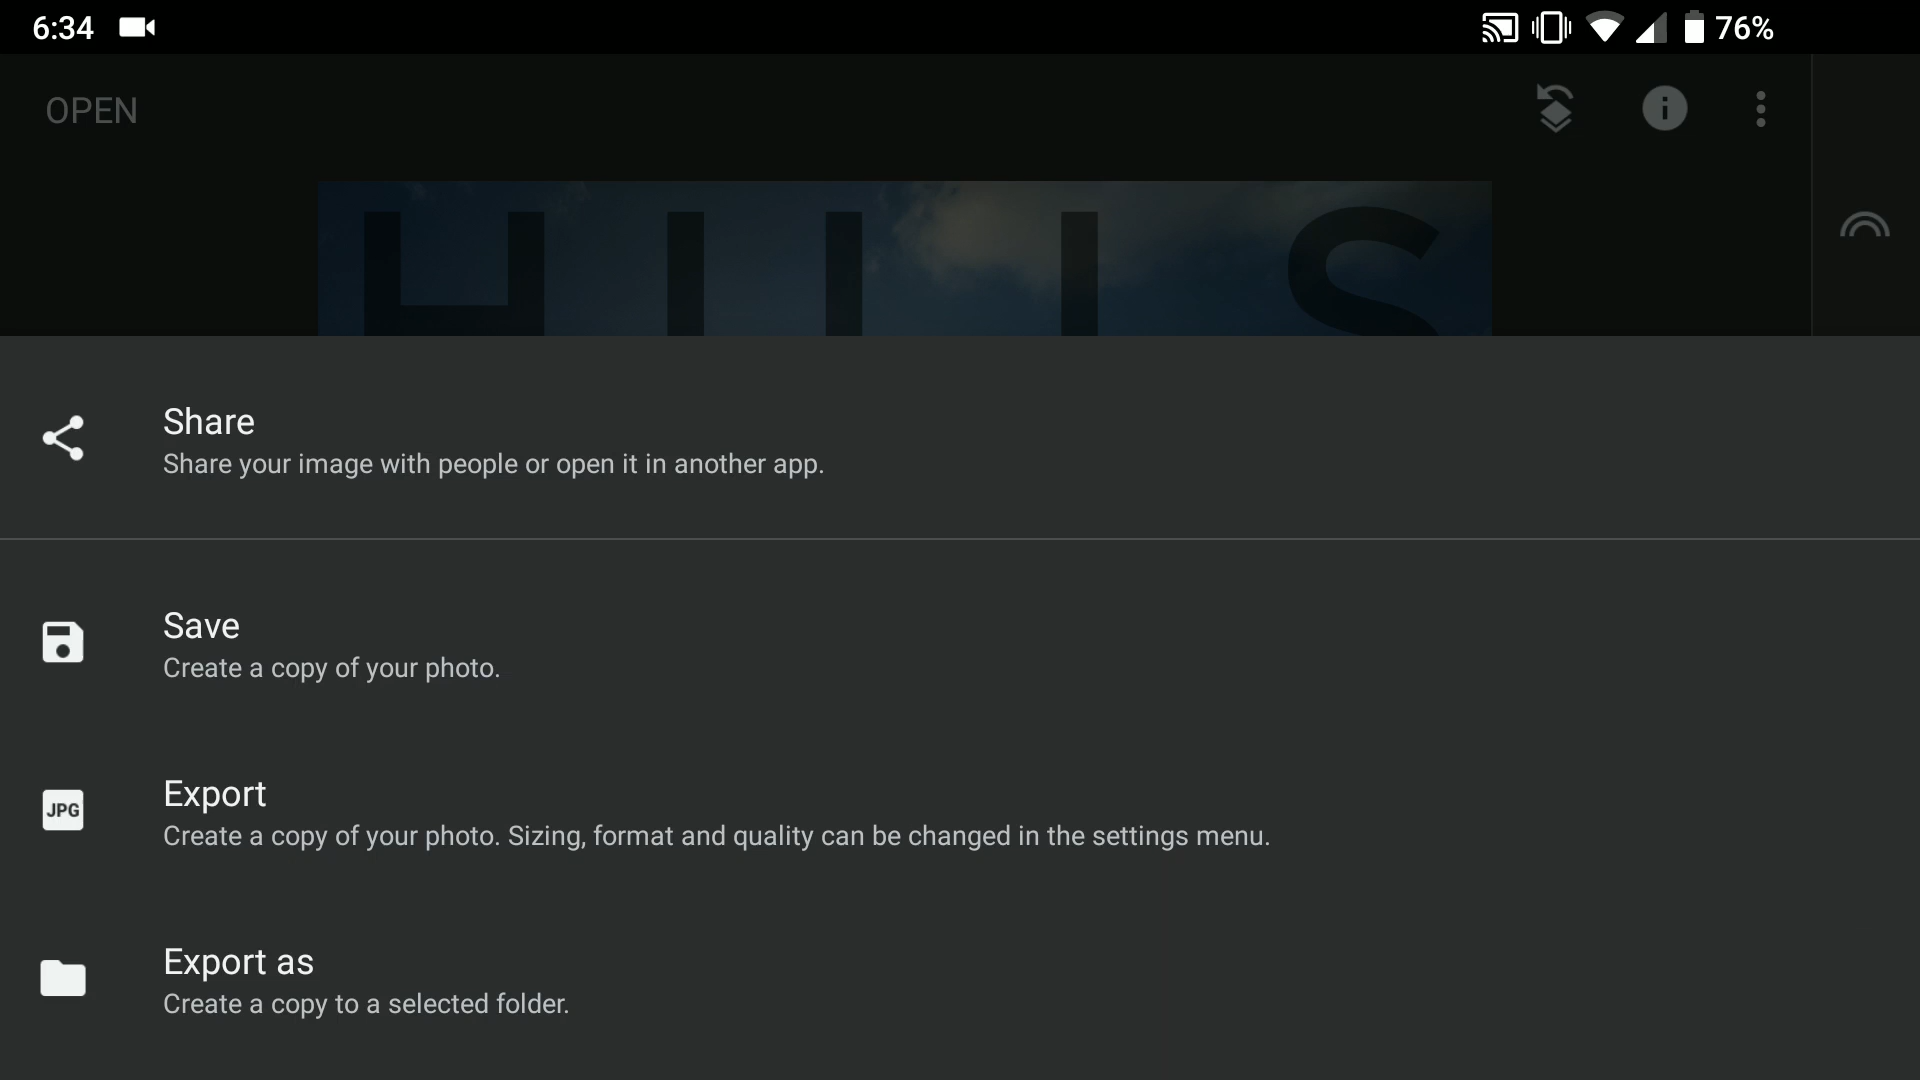 6:34 76%
OPEN
HILLS
Share
Share your image with people or open it in another app.
Save
Create a copy of your photo.
JPG
Export
Create a copy of your photo. Sizing, format and quality can be changed in the settings menu.
Export as
Create a copy to a selected folder.